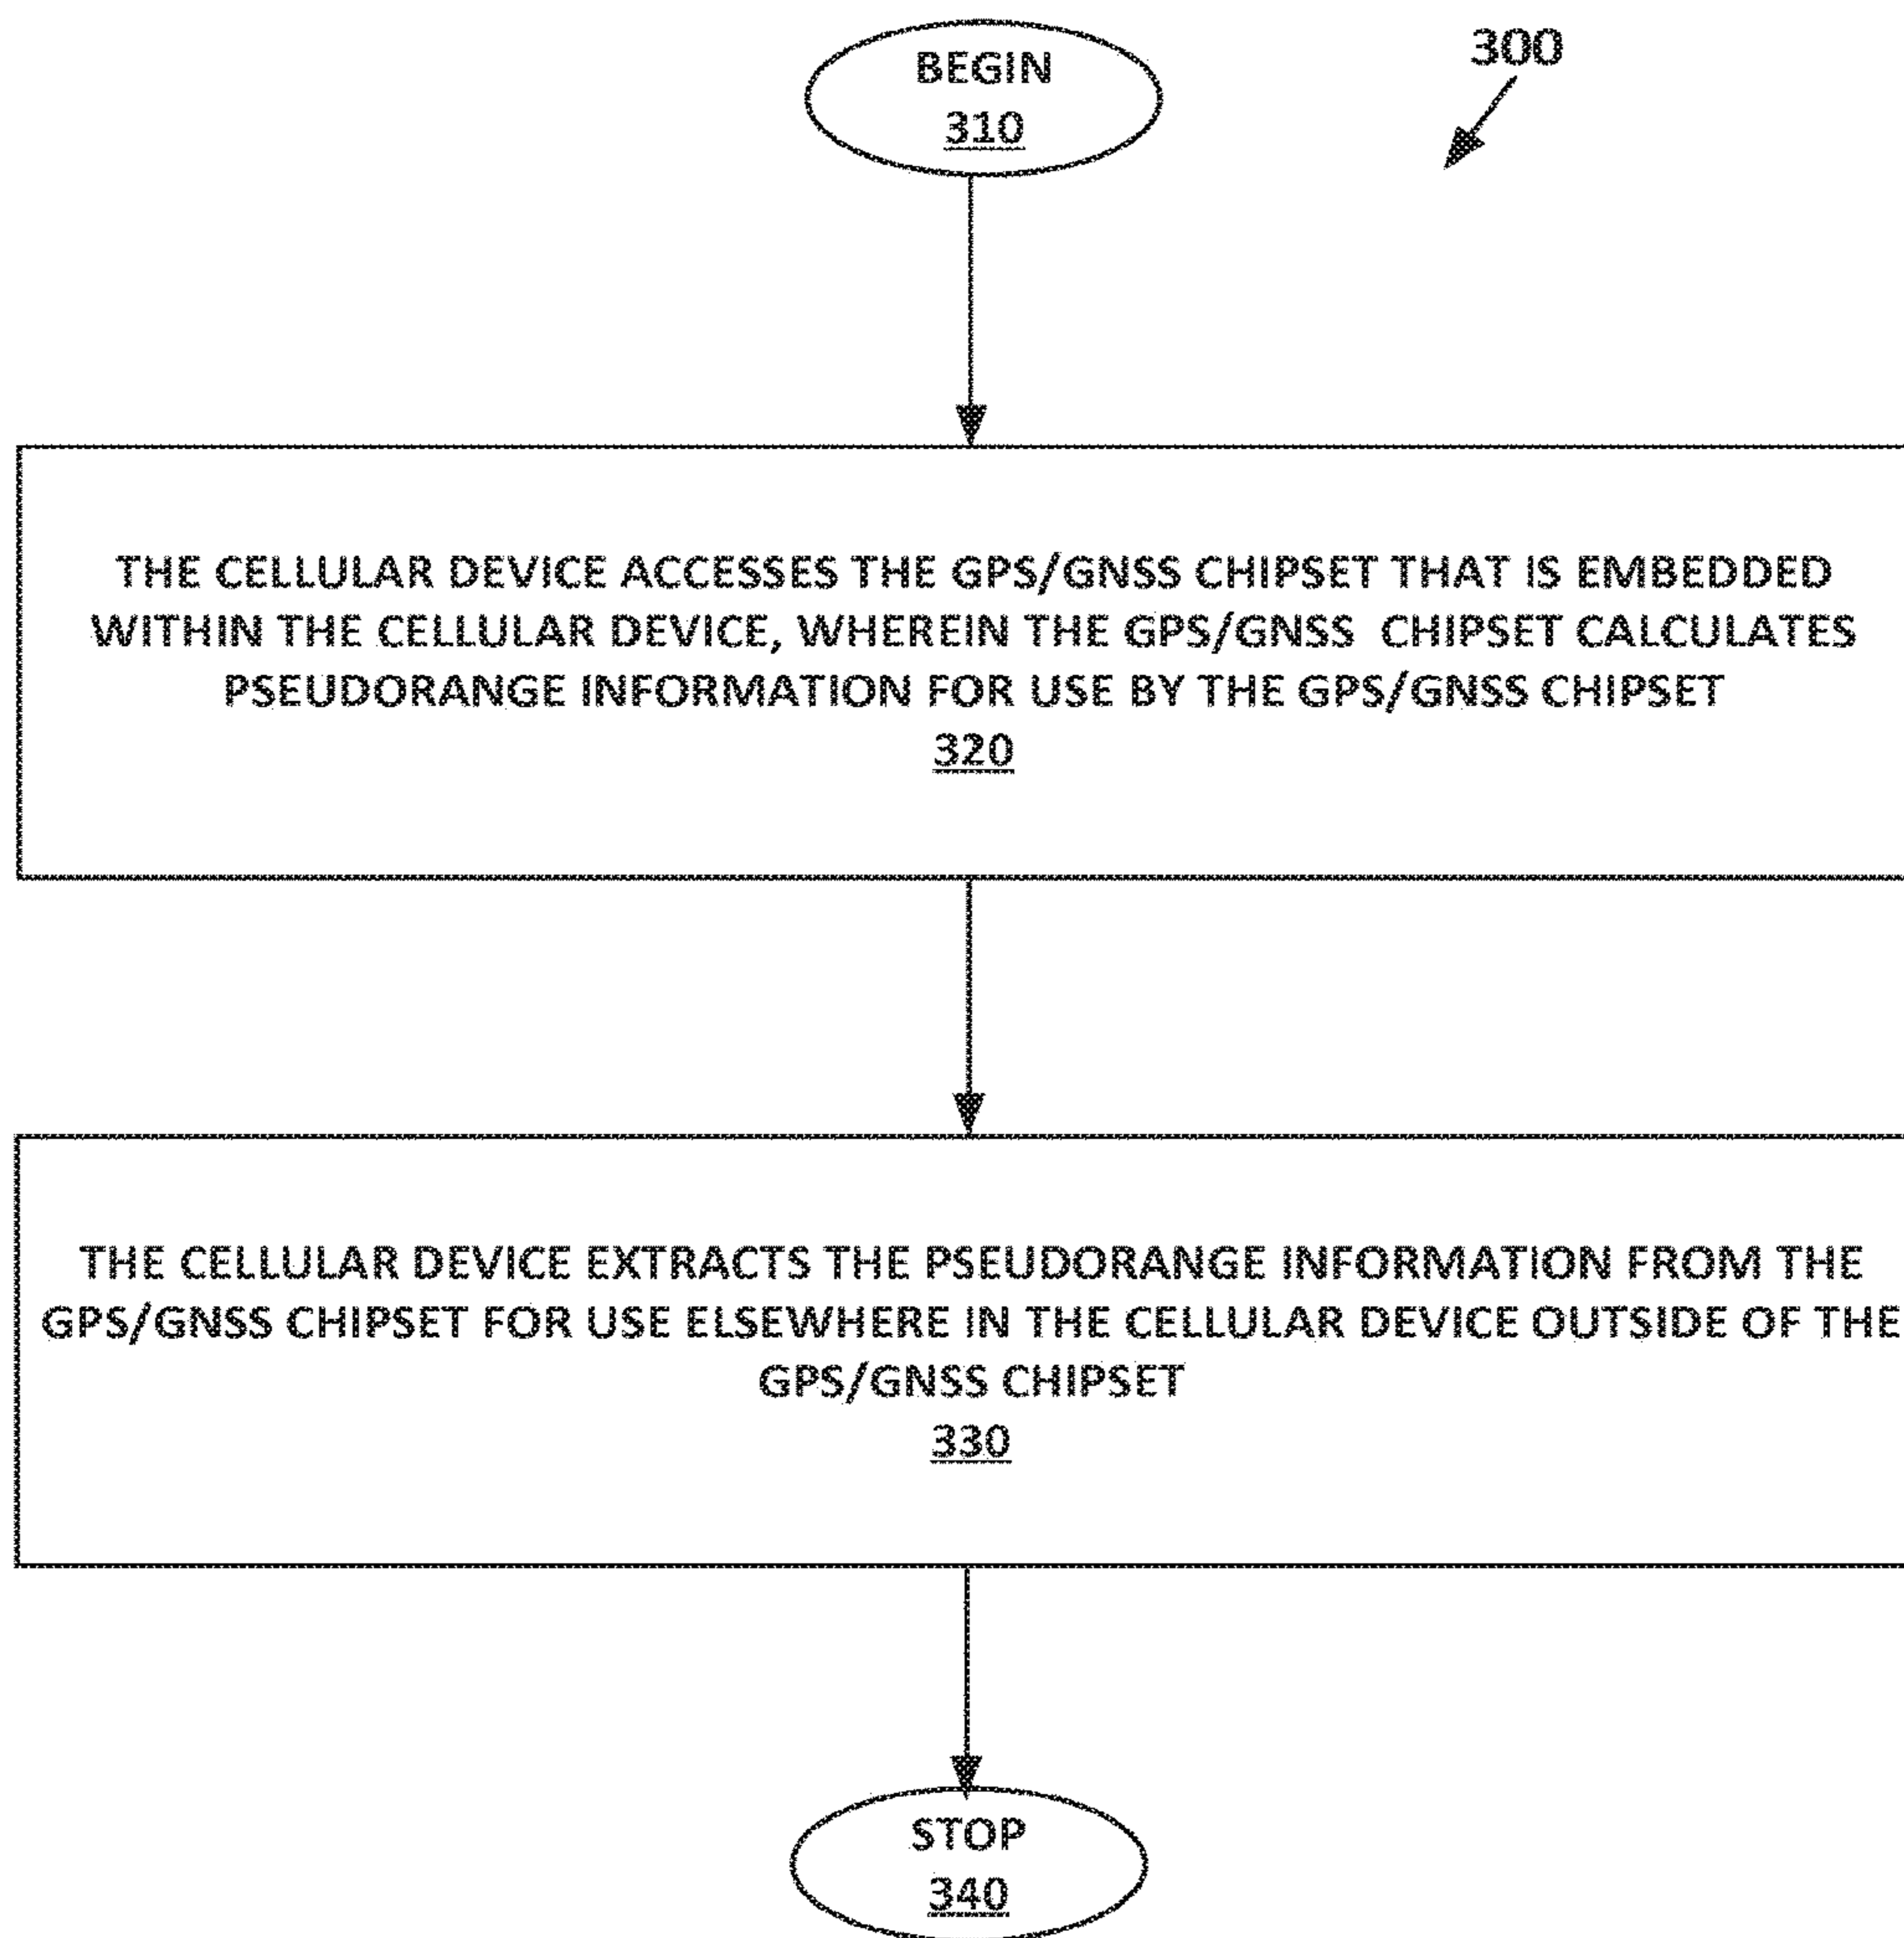 BEGIN
310
300
THE CELLULAR DEVICE ACCESSES THE GPS/GNSS CHIPSET THAT IS EMBEDDED
WITHIN THE CELLULAR DEVICE, WHEREIN THE GPS/GNSS CHIPSET CALCULATES
PSEUDORANGE INFORMATION FOR USE BY THE GPS/GNSS CHIPSET
320
THE CELLULAR DEVICE EXTRACTS THE PSEUDORANGE INFORMATION FROM THE
GPS/GNSS CHIPSET FOR USE ELSEWHERE IN THE CELLULAR DEVICE OUTSIDE OF THE
GPS/GNSS CHIPSET
330
STOP
340